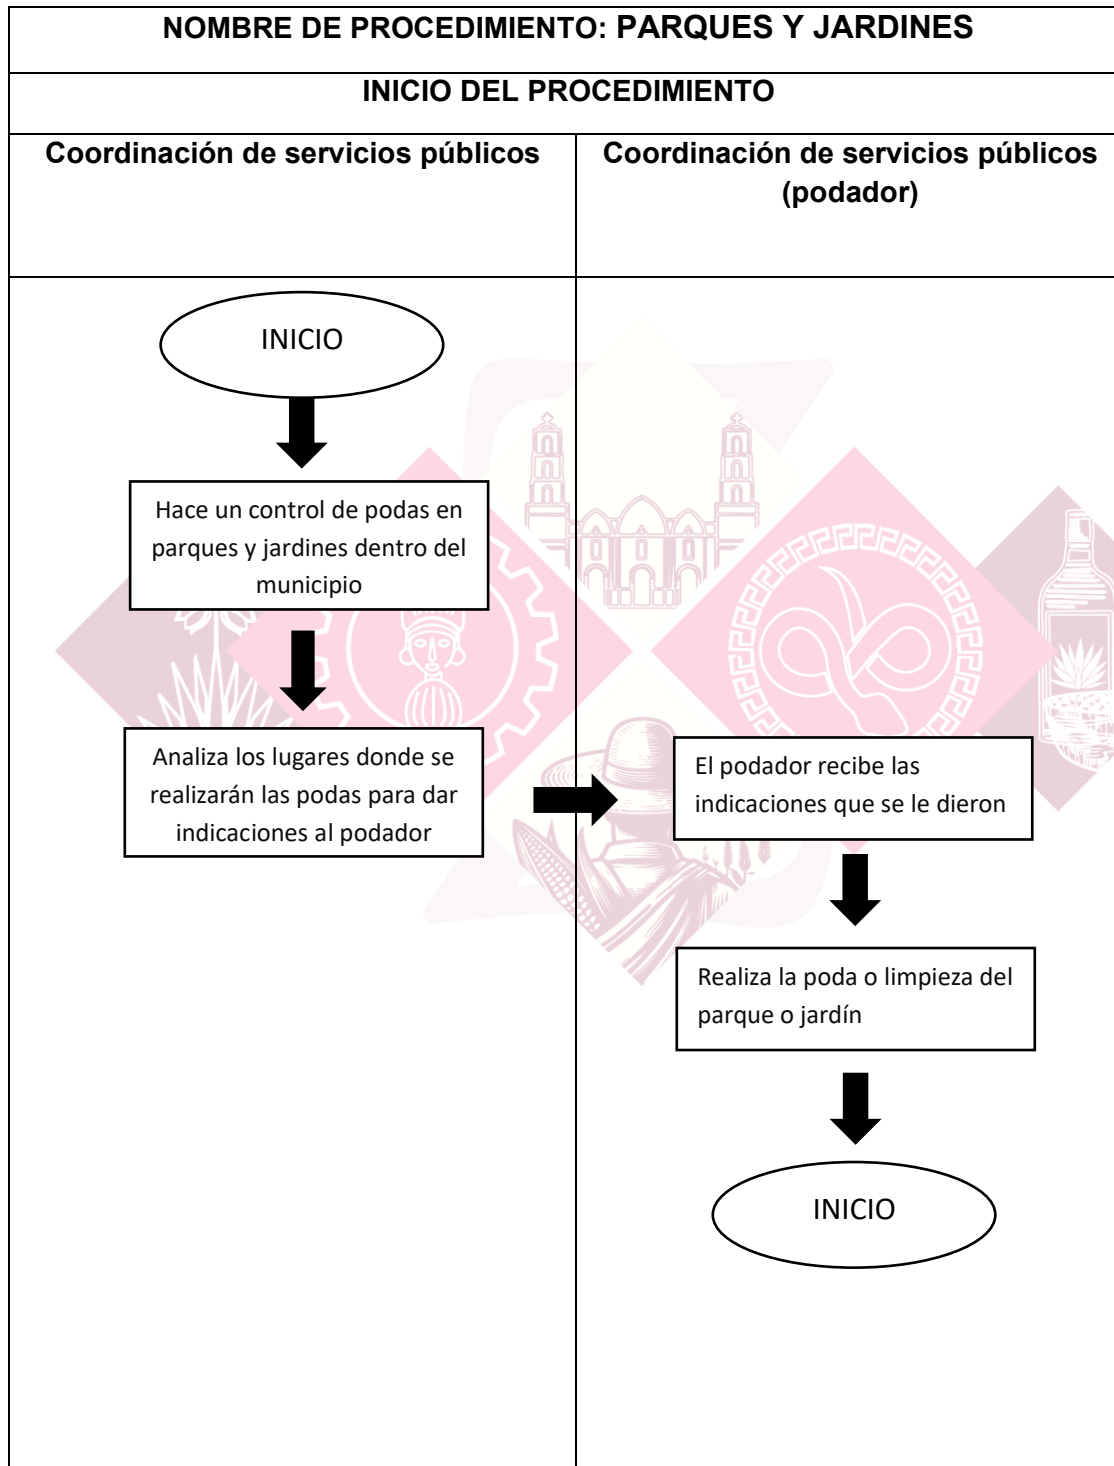 NOMBRE DE PROCEDIMIENTO: PARQUES Y JARDINES
INICIO DEL PROCEDIMIENTO
Coordinación de servicios públicos
Coordinación de servicios públicos
(podador)
INICIO
Hace un control de podas en
parques y jardines dentro del
municipio
Analiza los lugares donde se
realizarán las podas para dar
indicaciones al podador
El podador recibe las
indicaciones que se le dieron
Realiza la poda o limpieza del
parque o jardín
INICIO